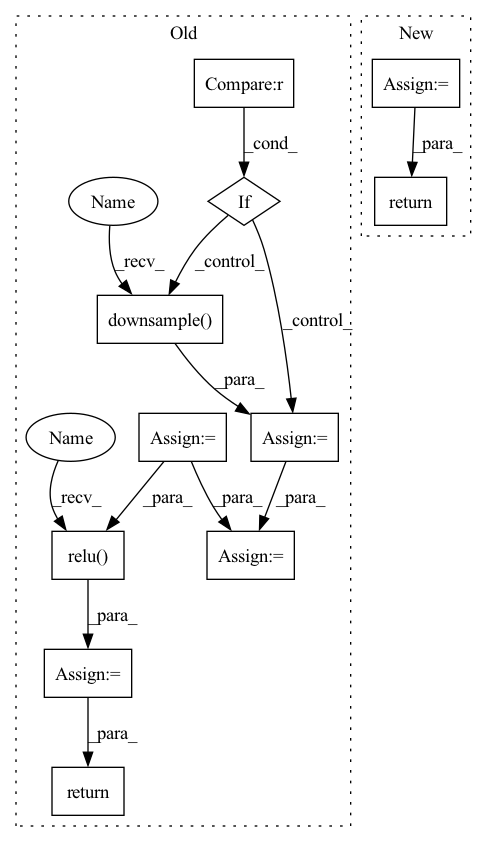 Old
New
Compare:r
Assign:=
_cond_
_para_
Name
If
return
_recv_
_control_
downsample()
_control_
_para_
Name
Assign:=
Assign:=
_recv_
_para_
_para_
_para_
relu()
Assign:=
_para_
Assign:=
_para_
return